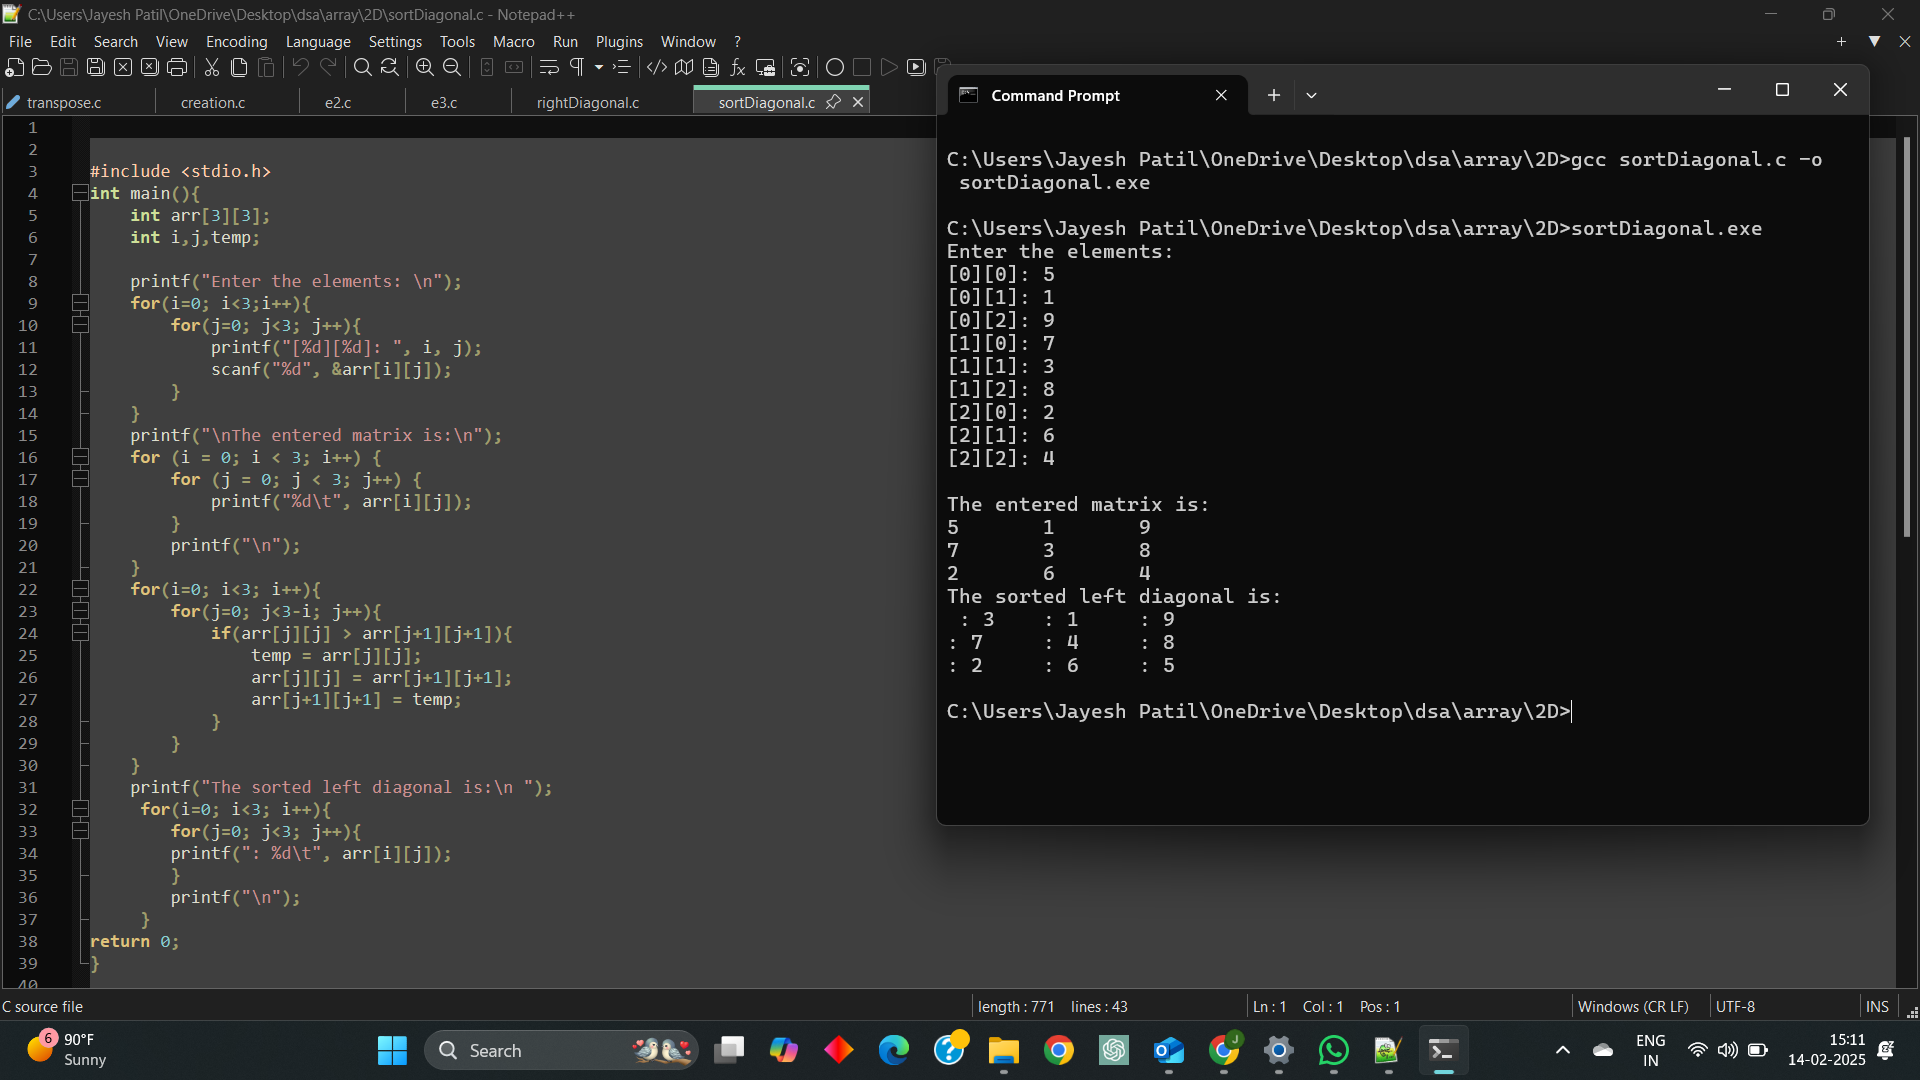 C:\Users\Jayesh Patil\OneDrive\Desktop\dsa\array\2D\sortDiagonal.c - Notepad++
File Edit Search View Encoding Language Settings Tools Macro Run Plugins Window ?
transpose.c creation.c e2.c e3.c rightDiagonal.c sortDiagonal.c
1
2
3 #include <stdio.h>
4 int main(){
5 int arr[3][3];
6 int i,j,temp;
7
8 printf("Enter the elements: \n");
9 for(i=0; i<3;i++){
10 for(j=0; j<3; j++){
11 printf("[%d][%d]: ", i, j);
12 scanf("%d", &arr[i][j]);
13 }
14 }
15 printf("\nThe entered matrix is:\n");
16 for (i = 0; i < 3; i++) {
17 for (j = 0; j < 3; j++) {
18 printf("%d\t", arr[i][j]);
19 }
20 printf("\n");
21 }
22 for(i=0; i<3; i++){
23 for(j=0; j<3-i; j++){
24 if(arr[j][j] > arr[j+1][j+1]){
25 temp = arr[j][j];
26 arr[j][j] = arr[j+1][j+1];
27 arr[j+1][j+1] = temp;
28 }
29 }
30 }
31 printf("The sorted left diagonal is:\n ");
32 for(i=0; i<3; i++){
33 for(j=0; j<3; j++){
34 printf(": %d\t", arr[i][j]);
35 }
36 printf("\n");
37 }
38 return 0;
39 }
40
Command Prompt
C:\Users\Jayesh Patil\OneDrive\Desktop\dsa\array\2D>gcc sortDiagonal.c -o
sortDiagonal.exe
C:\Users\Jayesh Patil\OneDrive\Desktop\dsa\array\2D>sortDiagonal.exe
Enter the elements:
[0][0]: 5
[0][1]: 1
[0][2]: 9
[1][0]: 7
[1][1]: 3
[1][2]: 8
[2][0]: 2
[2][1]: 6
[2][2]: 4
The entered matrix is:
5 1 9
7 3 8
2 6 4
The sorted left diagonal is:
: 3 : 1 : 9
: 7 : 4 : 8
: 2 : 6 : 5
C:\Users\Jayesh Patil\OneDrive\Desktop\dsa\array\2D>
C source file length : 771 lines : 43 Ln : 1 Col : 1 Pos : 1 Windows (CR LF) UTF-8 INS
6 90°F
Sunny
Search
J
ENG
IN
15:11
14-02-2025